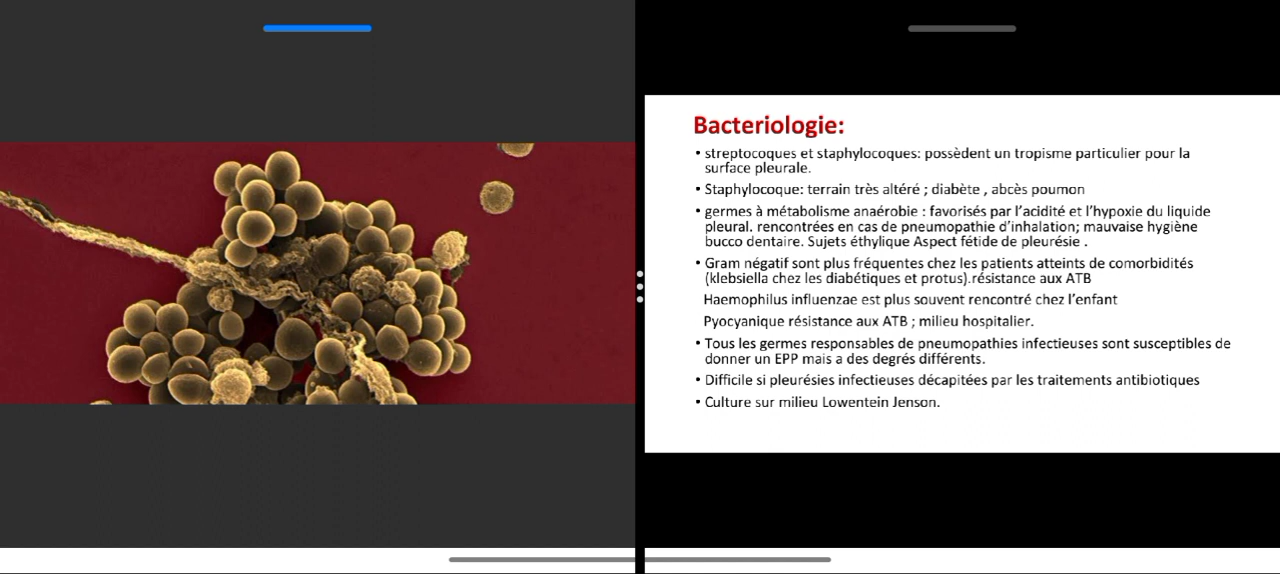 Bacteriologie:
• streptocoques et staphylocoques: possèdent un tropisme particulier pour la
surface pleurale.
• Staphylocoque: terrain très altéré ; diabète , abcès poumon
• germes à métabolisme anaérobie : favorisés par l'acidité et l'hypoxie du liquide
pleural. rencontrées en cas de pneumopathie d'inhalation; mauvaise hygiène
bucco dentaire. Sujets éthylique Aspect fétide de pleurésie .
• Gram négatif sont plus fréquentes chez les patients atteints de comorbidités
(klebsiella chez les diabétiques et protus).résistance aux ATB
Haemophilus influenzae est plus souvent rencontré chez l'enfant
Pyocyanique résistance aux ATB ; milieu hospitalier.
• Tous les germes responsables de pneumopathies infectieuses sont susceptibles de
donner un EPP mais a des degrés différents.
• Difficile si pleurésies infectieuses décapitées par les traitements antibiotiques
• Culture sur milieu Lowentein Jenson.